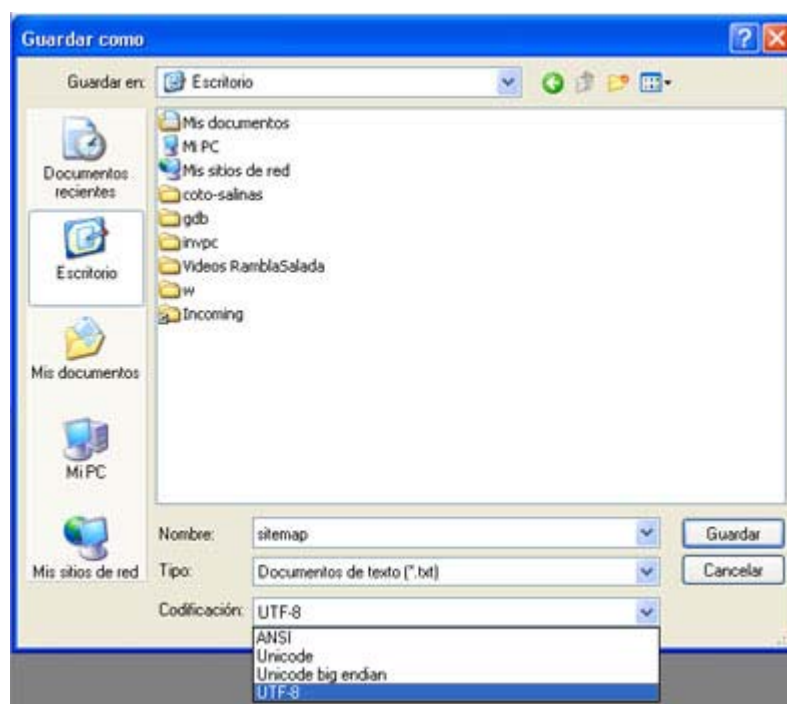 Guardar como
Guardar en:
Escritorio
Documentos
recientes
Escritorio
Mis documentos
Mi PC
Mis sitios de red
Mis documentos
Mi PC
Mis sitios de red
coto-salinas
gdb
invpc
Videos RamblaSalada
w
Incoming
Nombre:
sitemap
Guardar
Tipo:
Documentos de texto (*.txt)
Cancelar
Codificación:
UTF-8
ANSI
Unicode
Unicode big endian
UTF-8